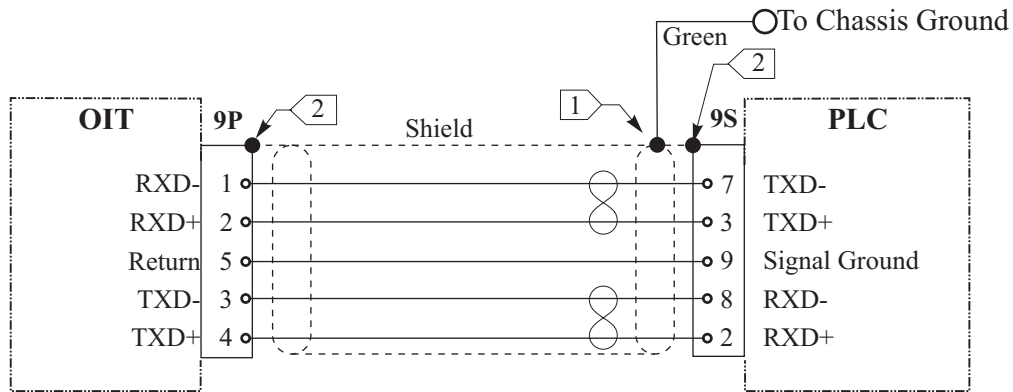 To Chassis Ground
Green
2
1
2
OIT
9P
Shield
9S
PLC
RXD- 1 7 TXD-
RXD+ 2 3 TXD+
Return 5 9 Signal Ground
TXD- 3 8 RXD-
TXD+ 4 2 RXD+